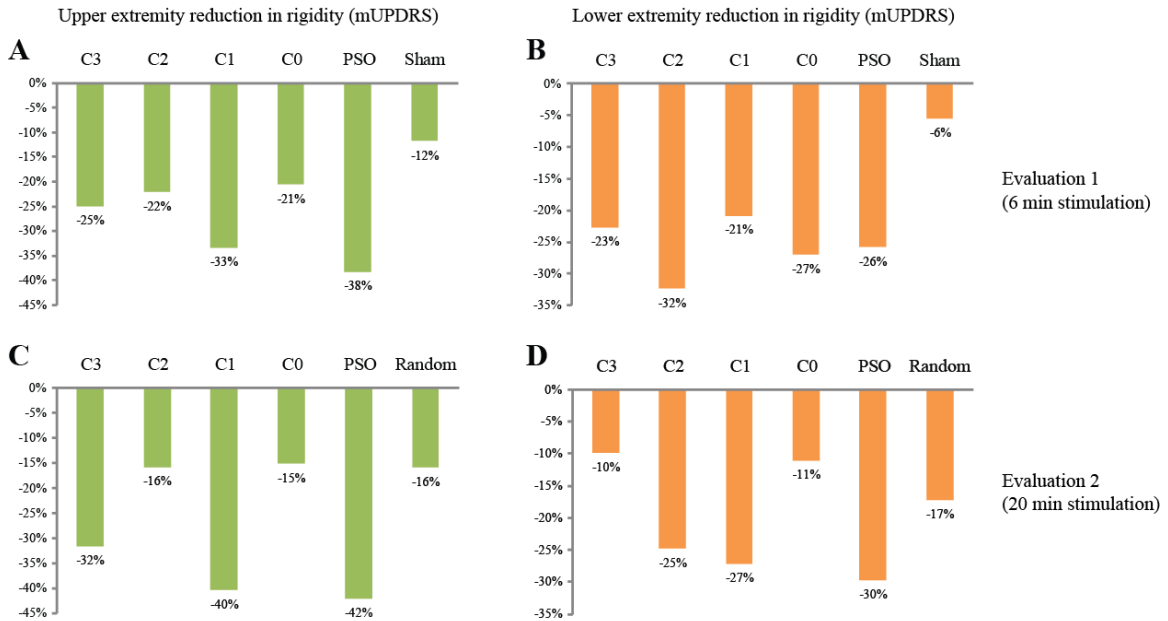 Upper extremity reduction in rigidity (mUPDRS)
Lower extremity reduction in rigidity (mUPDRS)
A
C3 C2 C1 C0 PSO Sham
0%
-5%
-10%
-15%
-20%
-25%
-30%
-35%
-40%
-45%
-25% -22% -33% -21% -38% -12%
B
C3 C2 C1 C0 PSO Sham
0%
-5%
-10%
-15%
-20%
-25%
-30%
-35%
-23% -32% -21% -27% -26% -6%
Evaluation 1
(6 min stimulation)
C
C3 C2 C1 C0 PSO Random
0%
-5%
-10%
-15%
-20%
-25%
-30%
-35%
-40%
-45%
-32% -16% -40% -15% -42% -16%
D
C3 C2 C1 C0 PSO Random
0%
-5%
-10%
-15%
-20%
-25%
-30%
-35%
-10% -25% -27% -11% -30% -17%
Evaluation 2
(20 min stimulation)